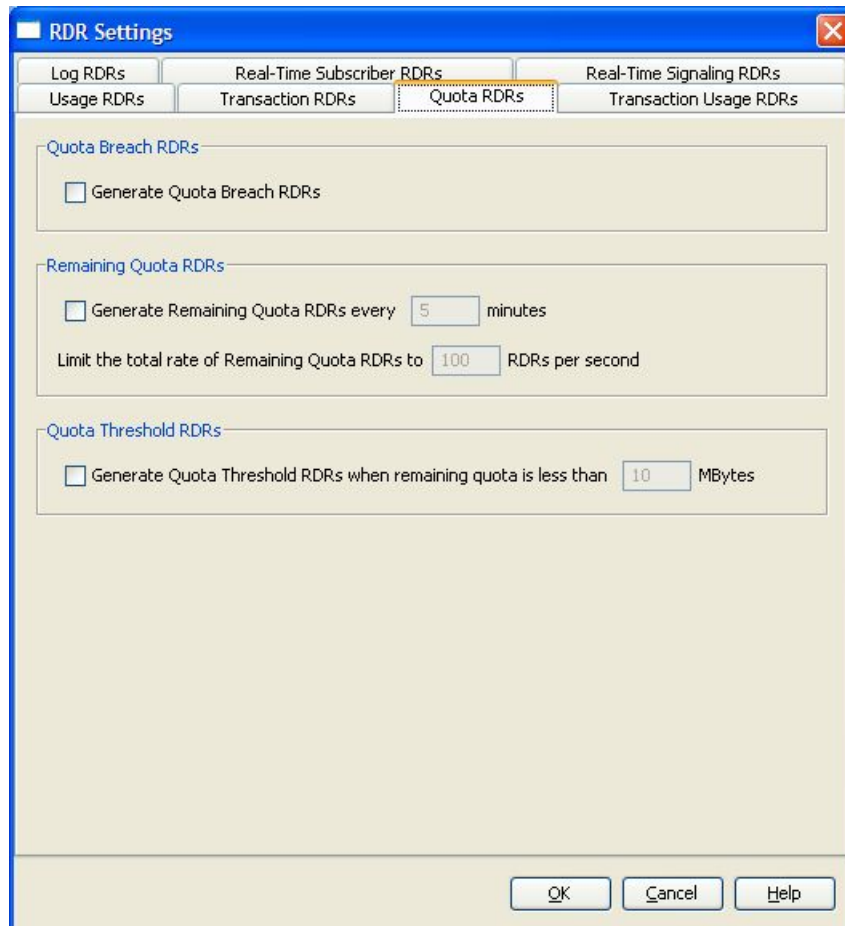 RDR Settings
Log RDRs Real-Time Subscriber RDRs Real-Time Signaling RDRs
Usage RDRs Transaction RDRs Quota RDRs Transaction Usage RDRs
Quota Breach RDRs
Generate Quota Breach RDRs
Remaining Quota RDRs
Generate Remaining Quota RDRs every 5 minutes
Limit the total rate of Remaining Quota RDRs to 100 RDRs per second
Quota Threshold RDRs
Generate Quota Threshold RDRs when remaining quota is less than 10 MBytes
OK Cancel Help